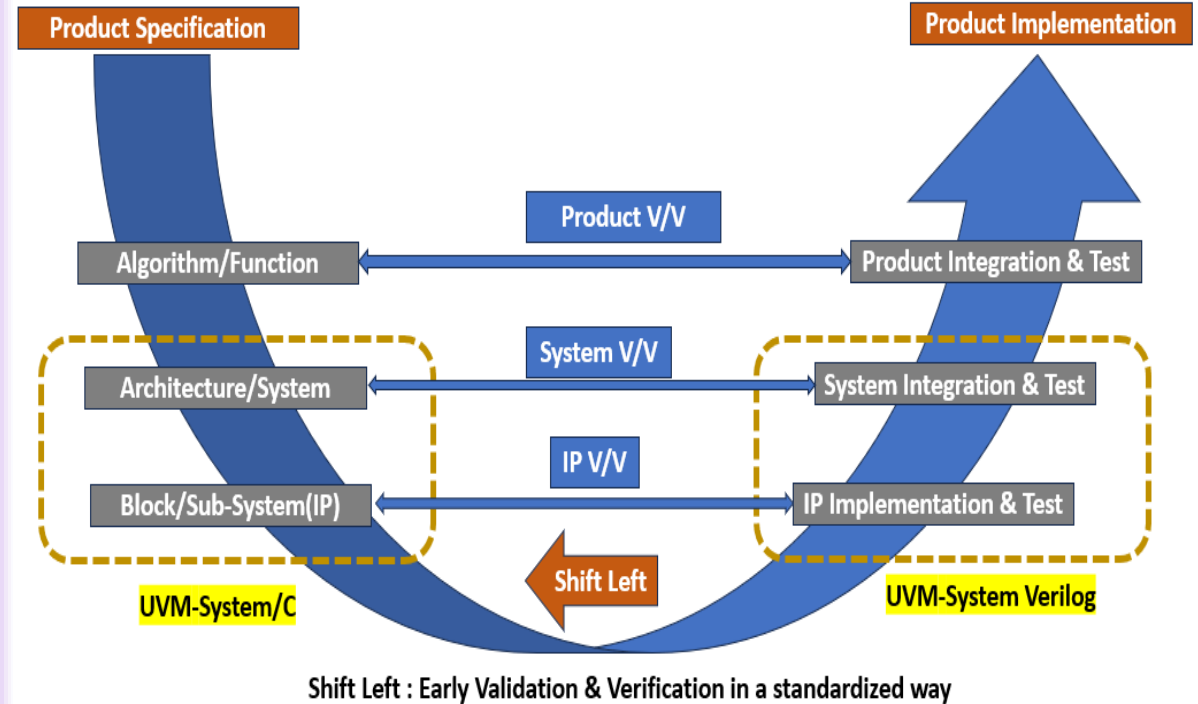 Product Specification
Product Implementation
Product V/V
Algorithm/Function
Product Integration & Test
System V/V
Architecture/System
System Integration & Test
IP V/V
Block/Sub-System(IP)
IP Implementation & Test
Shift Left
UVM-System/C
UVM-System Verilog
Shift Left : Early Validation & Verification in a standardized way